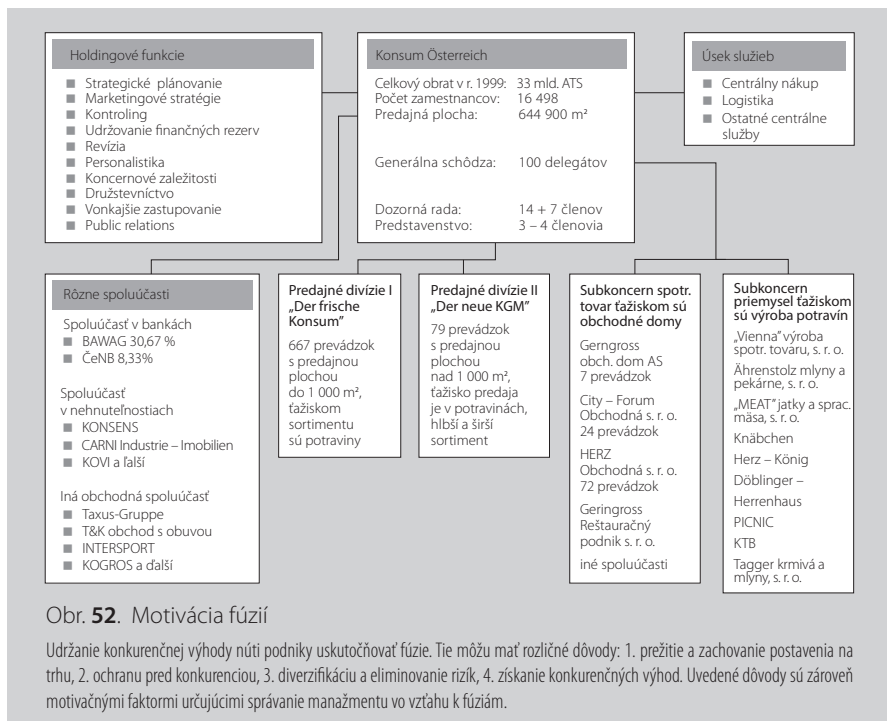 Holdingové funkcie
■ Strategické plánovanie
■ Marketingové stratégie
■ Kontroling
■ Udržovanie finančných rezerv
■ Revízia
■ Personalistika
■ Koncernové zaležitosti
■ Družstevníctvo
■ Vonkajšie zastupovanie
■ Public relations
Konsum Österreich
Celkový obrat v r. 1999: 33 mld. ATS
Počet zamestnancov: 16 498
Predajná plocha: 644 900 m²
Generálna schôdza: 100 delegátov
Dozorná rada: 14 + 7 členov
Predstavenstvo: 3 – 4 členovia
Úsek služieb
■ Centrálny nákup
■ Logistika
■ Ostatné centrálne
služby
Rôzne spoluúčasti
Spoluúčasť v bankách
■ BAWAG 30,67 %
■ ČeNB 8,33%
Spoluúčasť
v nehnuteľnostiach
■ KONSENS
■ CARNI Industrie – Imobilien
■ KOVI a ľalší
Iná obchodná spoluúčasť
■ Taxus-Gruppe
■ T&K obchod s obuvou
■ INTERSPORT
■ KOGROS a ďalší
Predajné divízie I
„Der frische
Konsum"
667 prevádzok
s predajnou
plochou
do 1 000 m²,
ťažiskom
sortimentu
sú potraviny
Predajné divízie II
„Der neue KGM"
79 prevádzok
s predajnou
plochou
nad 1 000 m²,
ťažisko predaja
je v potravinách,
hlbší a širší
sortiment
Subkoncern spotr.
tovar ťažiskom sú
obchodné domy
Gerngross
obch. dom AS
7 prevádzok
City – Forum
Obchodná s. r. o.
24 prevádzok
HERZ
Obchodná s. r. o.
72 prevádzok
Geringross
Reštauračný
podnik s. r. o.
iné spoluúčasti
Subkoncern
priemysel ťažiskom
sú výroba potravín
„Vienna" výroba
spotr. tovaru, s. r. o.
Ährenstolz mlyny a
pekárne, s. r. o.
„MEAT" jatky a sprac.
mäsa, s. r. o.
Knäbchen
Herz – König
Döblinger –
Herrenhaus
PICNIC
KTB
Tagger krmivá a
mlyny, s. r. o.
Obr. 52. Motivácia fúzií
Udržanie konkurenčnej výhody núti podniky uskutočňovať fúzie. Tie môžu mať rozličné dôvody: 1. prežitie a zachovanie postavenia na
trhu, 2. ochranu pred konkurenciou, 3. diverzifikáciu a eliminovanie rizík, 4. získanie konkurenčných výhod. Uvedené dôvody sú zároveň
motivačnými faktormi určujúcimi správanie manažmentu vo vzťahu k fúziám.